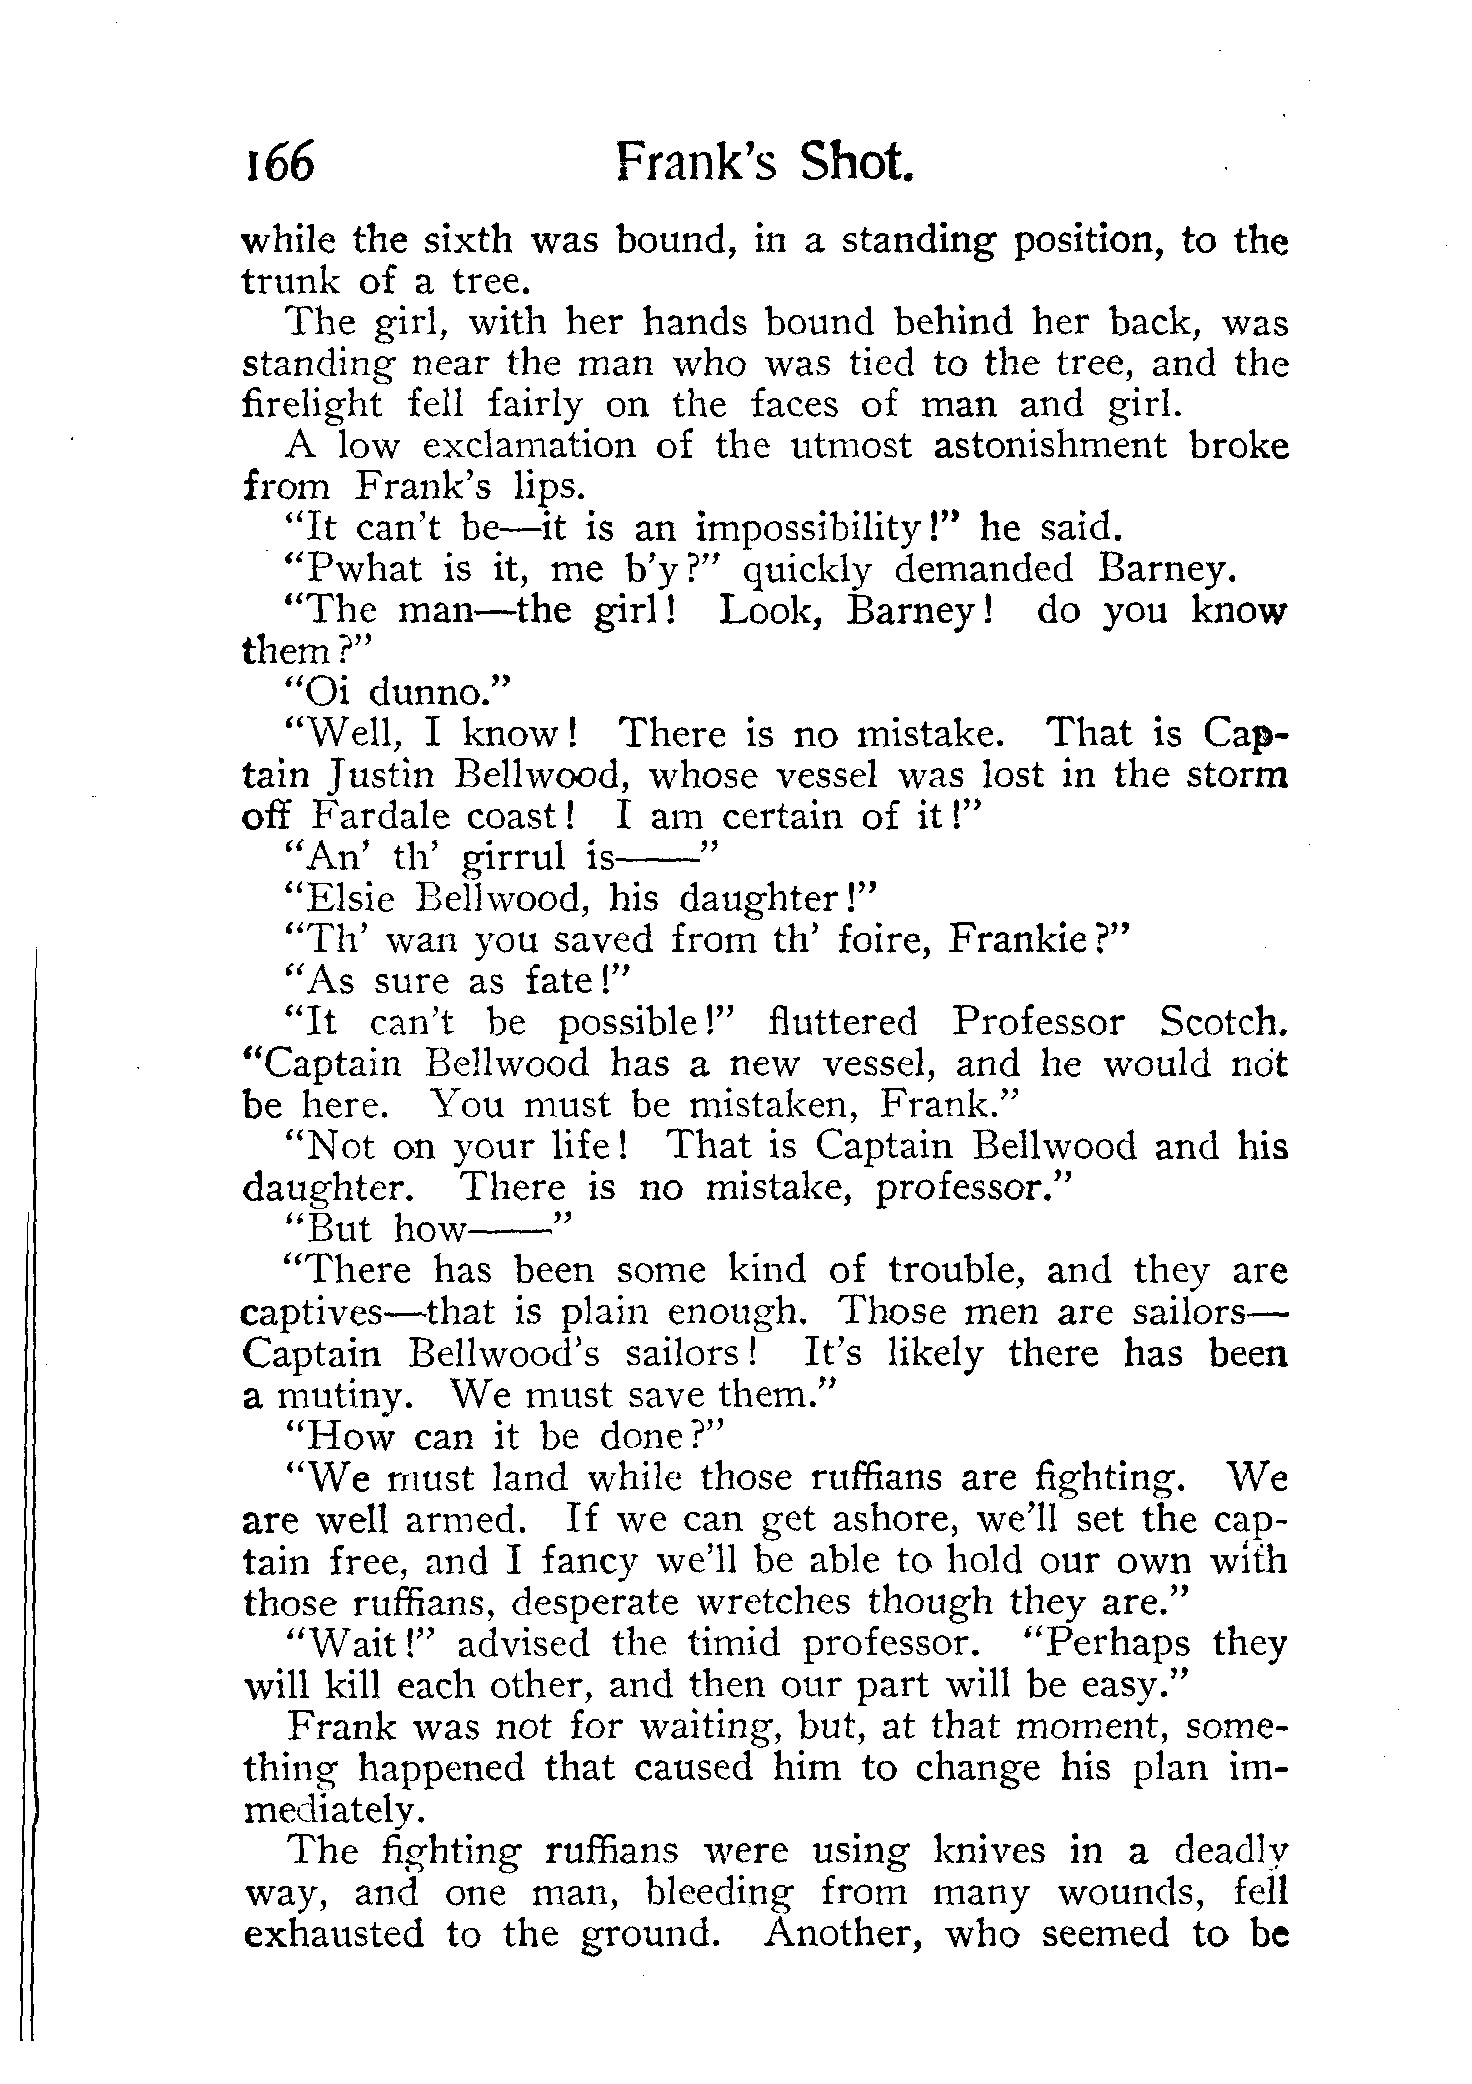 166 Frank's Shot.
while the sixth was bound, in a standing position, to the
trunk of a tree.
The girl, with her hands bound behind her back, was
standing near the man who was tied to the tree, and the
firelight fell fairly on the faces of man and girl.
A low exclamation of the utmost astonishment broke
from Frank's lips.
"It can't be—it is an impossibility!" he said.
"Pwhat is it, me b'y?" quickly demanded Barney.
"The man—the girl! Look, Barney! do you know
them?"
"Oi dunno."
"Well, I know! There is no mistake. That is Cap-
tain Justin Bellwood, whose vessel was lost in the storm
off Fardale coast! I am certain of it!"
"An' th' girrul is——"
"Elsie Bellwood, his daughter!"
"Th' wan you saved from th' foire, Frankie?"
"As sure as fate!"
"It can't be possible!" fluttered Professor Scotch.
"Captain Bellwood has a new vessel, and he would not
be here. You must be mistaken, Frank."
"Not on your life! That is Captain Bellwood and his
daughter. There is no mistake, professor."
"But how——"
"There has been some kind of trouble, and they are
captives—that is plain enough. Those men are sailors—
Captain Bellwood's sailors! It's likely there has been
a mutiny. We must save them."
"How can it be done?"
"We must land while those ruffians are fighting. We
are well armed. If we can get ashore, we'll set the cap-
tain free, and I fancy we'll be able to hold our own with
those ruffians, desperate wretches though they are."
"Wait!" advised the timid professor. "Perhaps they
will kill each other, and then our part will be easy."
Frank was not for waiting, but, at that moment, some-
thing happened that caused him to change his plan im-
mediately.
The fighting ruffians were using knives in a deadly
way, and one man, bleeding from many wounds, fell
exhausted to the ground. Another, who seemed to be